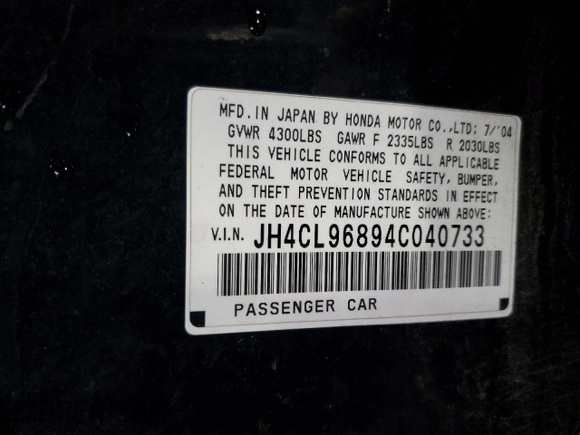 MFD.IN JAPAN BY HONDA MOTOR CO.,LTD; 7/'04
GVWR 4300LBS GAWR F 2335LBS R 2030LBS
THIS VEHICLE CONFORMS TO ALL APPLICABLE
FEDERAL MOTOR VEHICLE SAFETY, BUMPER,
AND THEFT PREVENTION STANDARDS IN EFFECT
ON THE DATE OF MANUFACTURE SHOWN ABOVE:
V.I.N. JH4CL96894C040733
PASSENGER CAR